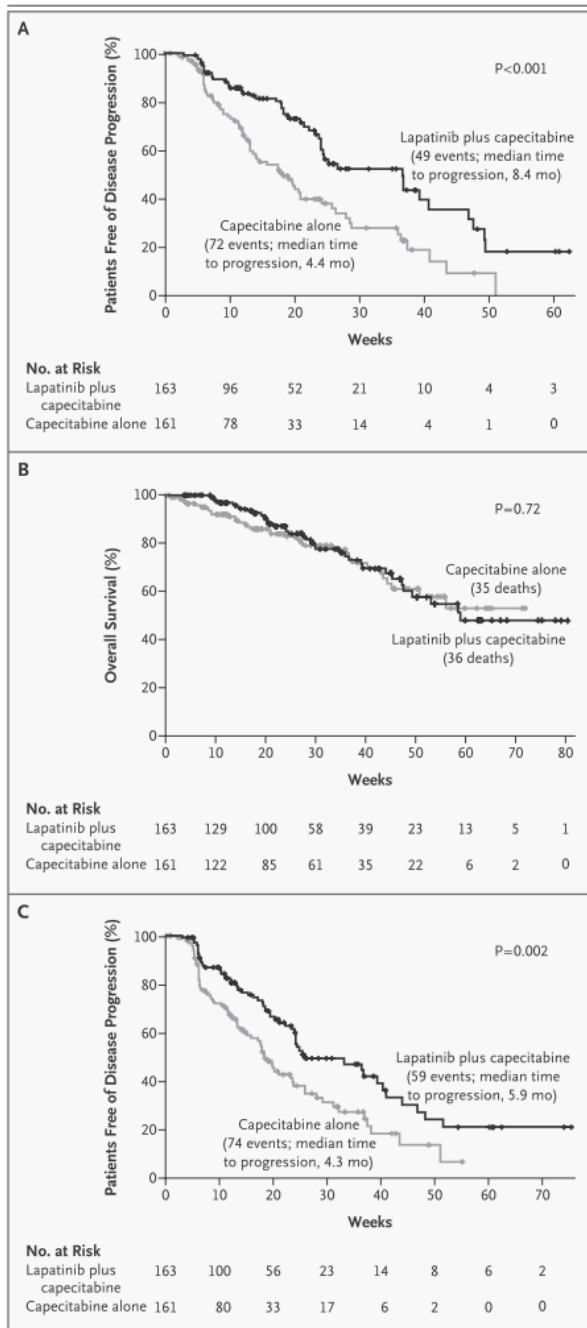 A
Patients Free of Disease Progression (%)
100
80
60
40
20
0
P<0.001
Lapatinib plus capecitabine
(49 events; median time
to progression, 8.4 mo)
Capecitabine alone
(72 events; median time
to progression, 4.4 mo)
0 10 20 30 40 50 60
Weeks
No. at Risk
Lapatinib plus 163 96 52 21 10 4 3
capecitabine
Capecitabine alone 161 78 33 14 4 1 0
B
Overall Survival (%)
100
80
60
40
20
0
P=0.72
Capecitabine alone
(35 deaths)
Lapatinib plus capecitabine
(36 deaths)
0 10 20 30 40 50 60 70 80
Weeks
No. at Risk
Lapatinib plus 163 129 100 58 39 23 13 5 1
capecitabine
Capecitabine alone 161 122 85 61 35 22 6 2 0
C
Patients Free of Disease Progression (%)
100
80
60
40
20
0
P=0.002
Lapatinib plus capecitabine
(59 events; median time
to progression, 5.9 mo)
Capecitabine alone
(74 events; median time
to progression, 4.3 mo)
0 10 20 30 40 50 60 70
Weeks
No. at Risk
Lapatinib plus 163 100 56 23 14 8 6 2
capecitabine
Capecitabine alone 161 80 33 17 6 2 0 0